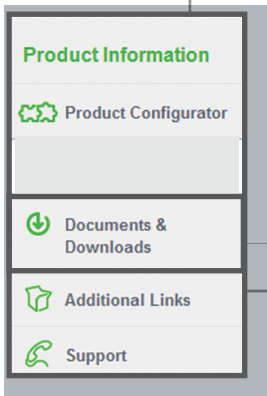 Product Information
Product Configurator
Documents &
Downloads
Additional Links
Support